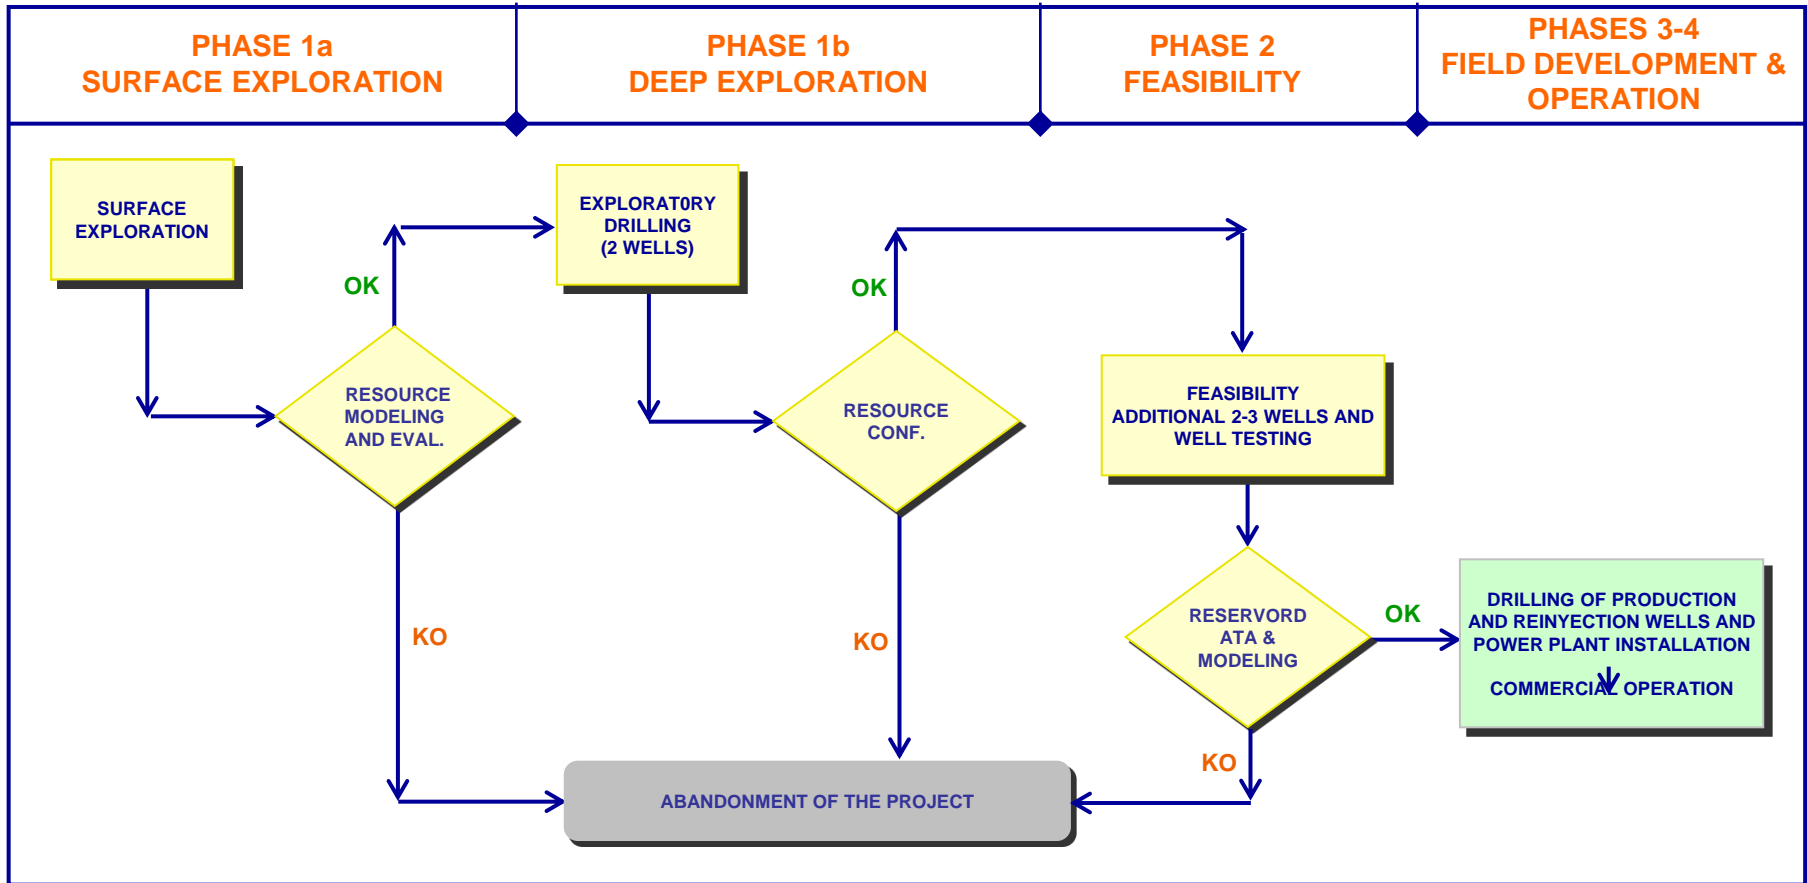 PHASE 1a
SURFACE EXPLORATION
PHASE 1b
DEEP EXPLORATION
PHASE 2
FEASIBILITY
PHASES 3-4
FIELD DEVELOPMENT &
OPERATION
SURFACE
EXPLORATION
OK
RESOURCE
MODELING
AND EVAL.
KO
EXPLORAT0RY
DRILLING
(2 WELLS)
OK
RESOURCE
CONF.
KO
FEASIBILITY
ADDITIONAL 2-3 WELLS AND
WELL TESTING
RESERVORD
ATA &
MODELING
OK
KO
DRILLING OF PRODUCTION
AND REINYECTION WELLS AND
POWER PLANT INSTALLATION
COMMERCIAL OPERATION
ABANDONMENT OF THE PROJECT